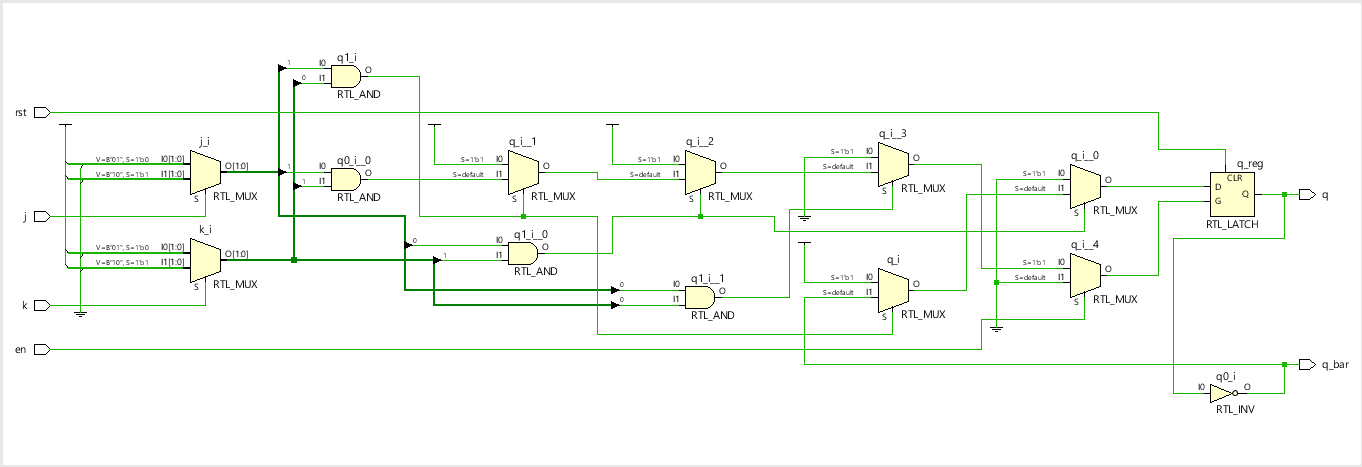 q1_i
1
I0
O
0
I1
RTL_AND
rst
j_i
V=B"01", S=1'b0
I0[1:0]
V=B"10", S=1'b1
I1[1:0]
O[1:0]
S
RTL_MUX
q0_i__0
1
I0
O
1
I1
RTL_AND
q_i__1
S=1'b1
I0
O
S=default
I1
S
RTL_MUX
q_i__2
S=1'b1
I0
O
S=default
I1
S
RTL_MUX
q_i__3
S=1'b1
I0
O
S=default
I1
S
RTL_MUX
q_i__0
S=1'b1
I0
O
S=default
I1
S
RTL_MUX
q_reg
CLR
D
Q
G
RTL_LATCH
q
j
k_i
V=B"01", S=1'b0
I0[1:0]
V=B"10", S=1'b1
I1[1:0]
O[1:0]
S
RTL_MUX
q1_i__0
0
I0
O
1
I1
RTL_AND
q_i
S=1'b1
I0
O
S=default
I1
S
RTL_MUX
q_i__4
S=1'b1
I0
O
S=default
I1
S
RTL_MUX
k
q1_i__1
0
I0
O
0
I1
RTL_AND
en
q_bar
q0_i
I0
O
RTL_INV